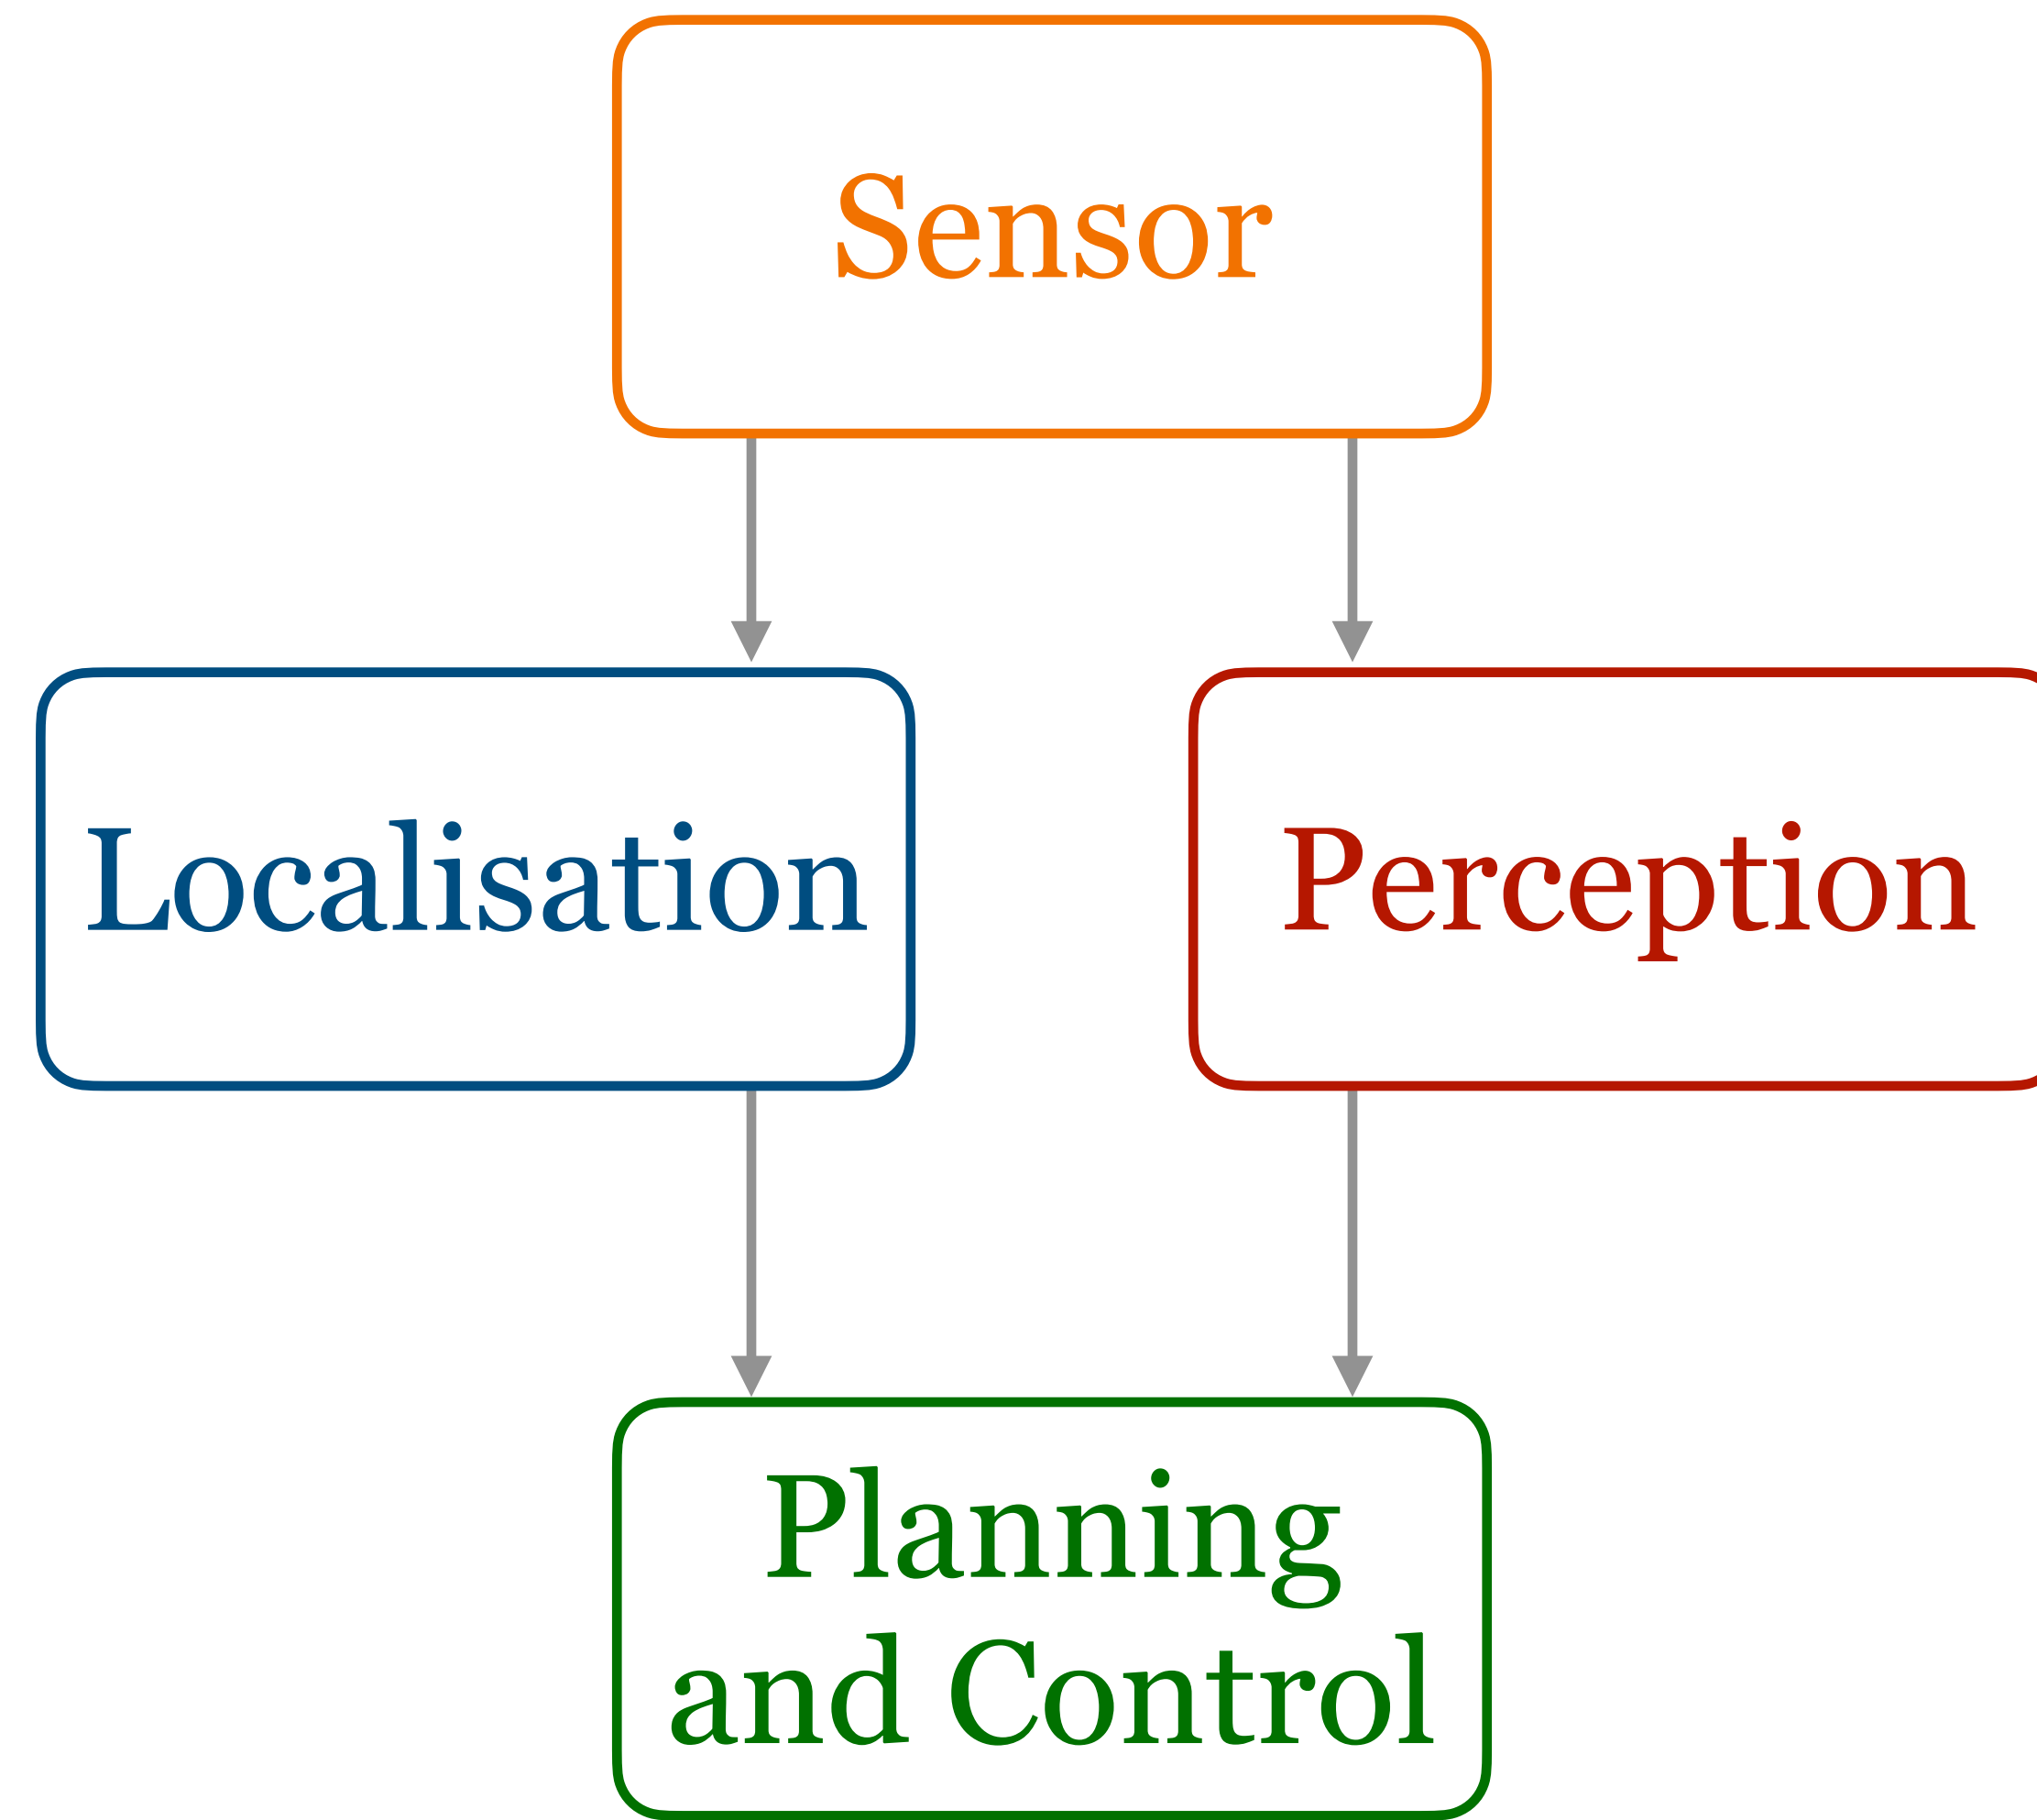 Sensor
Localisation
Perception
Planning
and Control